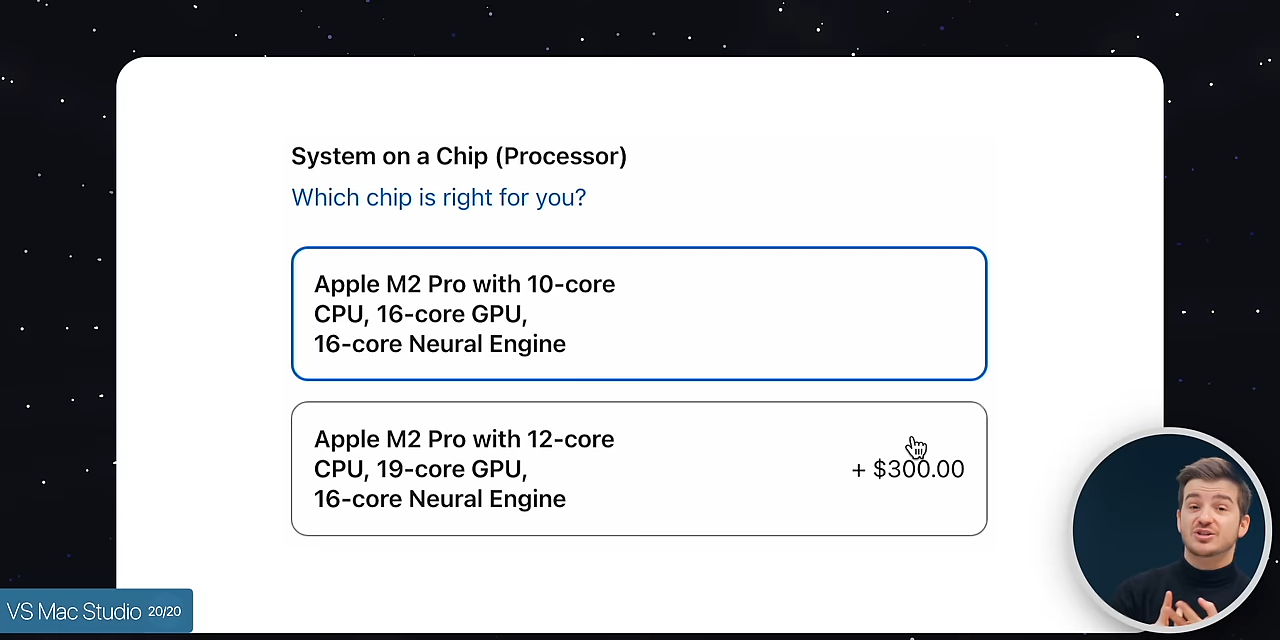 System on a Chip (Processor)
Which chip is right for you?
Apple M2 Pro with 10-core
CPU, 16-core GPU,
16-core Neural Engine
Apple M2 Pro with 12-core
CPU, 19-core GPU,
16-core Neural Engine
+ $300.00
VS Mac Studio 20/20